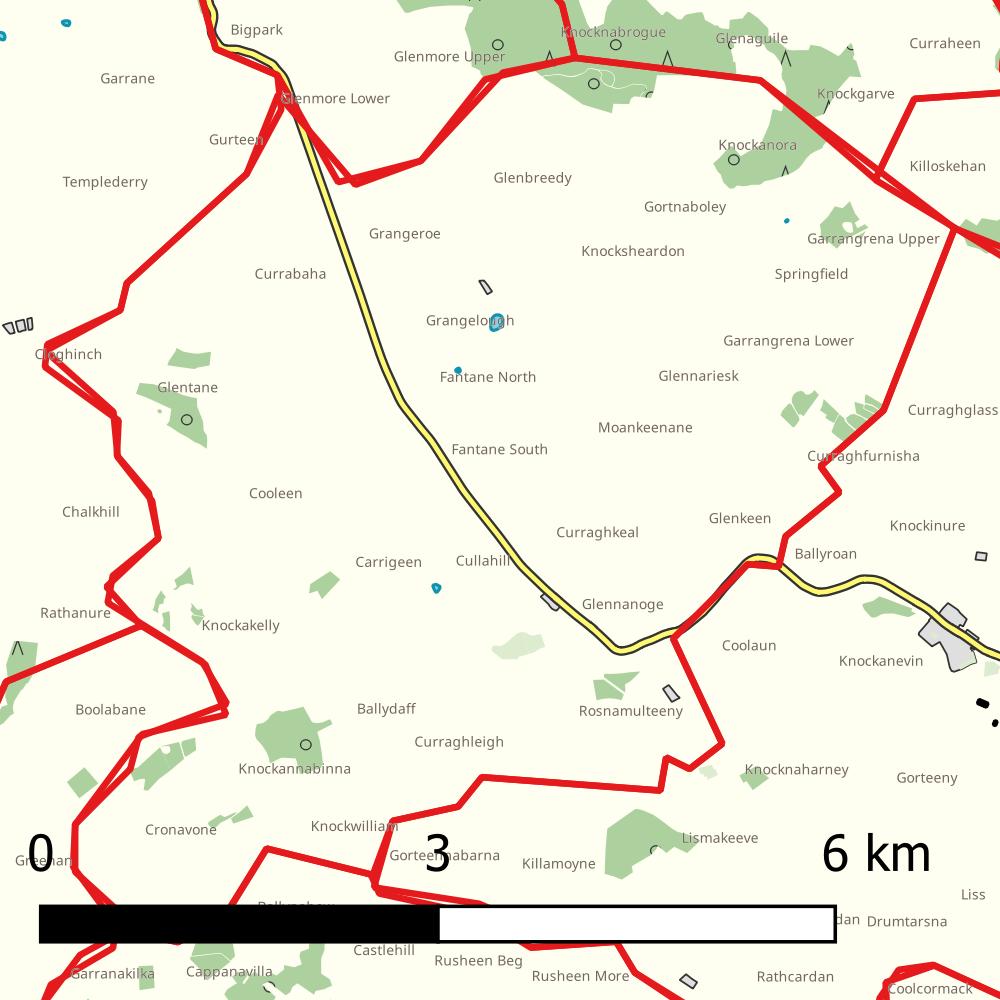 Bigpark
Knocknabrogue
Glenaguile
Curraheen
Glenmore Upper
Garrane
Glenmore Lower
Knockgarve
Gurteen
Knockanora
Killoskehan
Templederry
Glenbreedy
Gortnaboley
Grangeroe
Garrangrena Upper
Knocksheardon
Currabaha
Springfield
Grangelough
Garrangrena Lower
Cloghinch
Fantane North
Glennariesk
Glentane
Curraghglass
Moankeenane
Fantane South
Curraghfurnisha
Cooleen
Chalkhill
Glenkeen
Knockinure
Curraghkeal
Ballyroan
Carrigeen
Cullahill
Glennanoge
Rathanure
Knockakelly
Coolaun
Knockanevin
Boolabane
Ballydaff
Rosnamulteeny
Curraghleigh
Knockannabinna
Knocknaharney
Gorteeny
Cronavone
Knockwilliam
Lismakeeve
0 3 6 km
Greenan
Gorteennabarna
Killamoyne
Liss
dan
Drumtarsna
Castlehill
Rusheen Beg
Garranakilka
Cappanavilla
Rusheen More
Rathcardan
Coolcormack